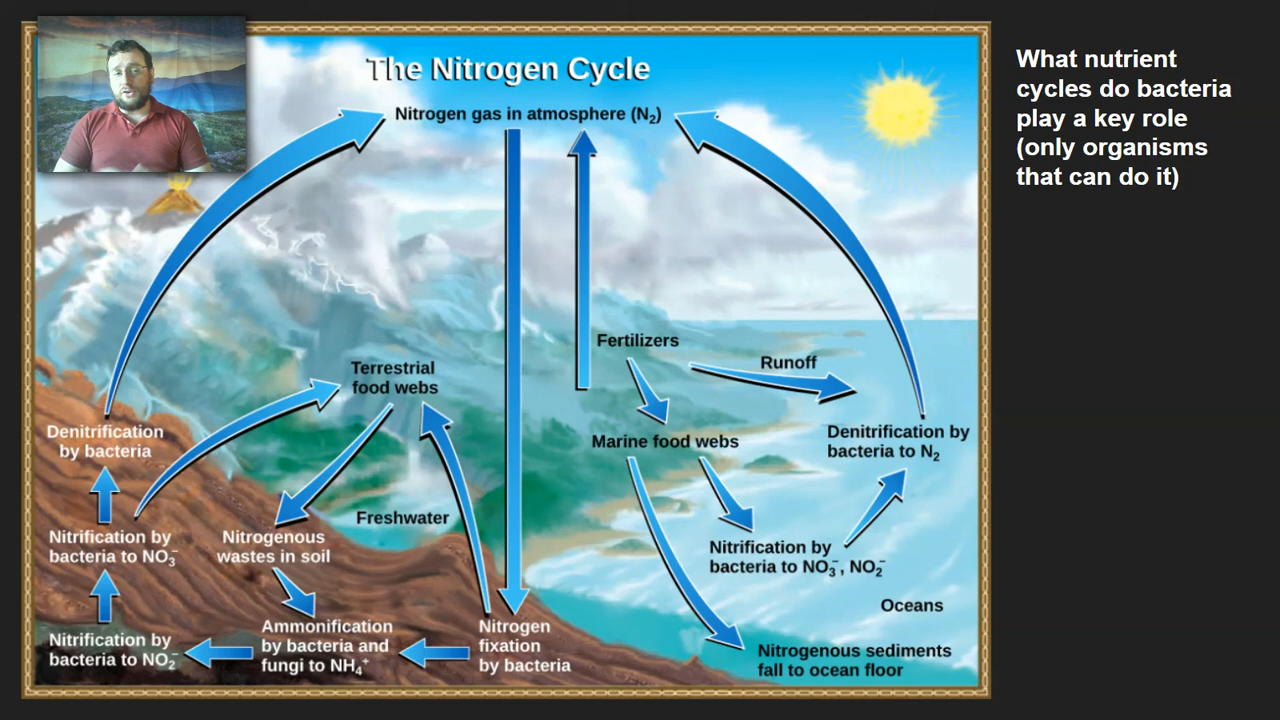 The Nitrogen Cycle
Nitrogen gas in atmosphere (N₂)
Fertilizers
Runoff
Terrestrial
food webs
Denitrification
by bacteria
Marine food webs
Denitrification by
bacteria to N₂
Freshwater
Nitrification by
bacteria to NO₃⁻
Nitrogenous
wastes in soil
Nitrification by
bacteria to NO₃⁻, NO₂⁻
Oceans
Nitrification by
bacteria to NO₂⁻
Ammonification
by bacteria and
fungi to NH₄⁺
Nitrogen
fixation
by bacteria
Nitrogenous sediments
fall to ocean floor
What nutrient
cycles do bacteria
play a key role
(only organisms
that can do it)